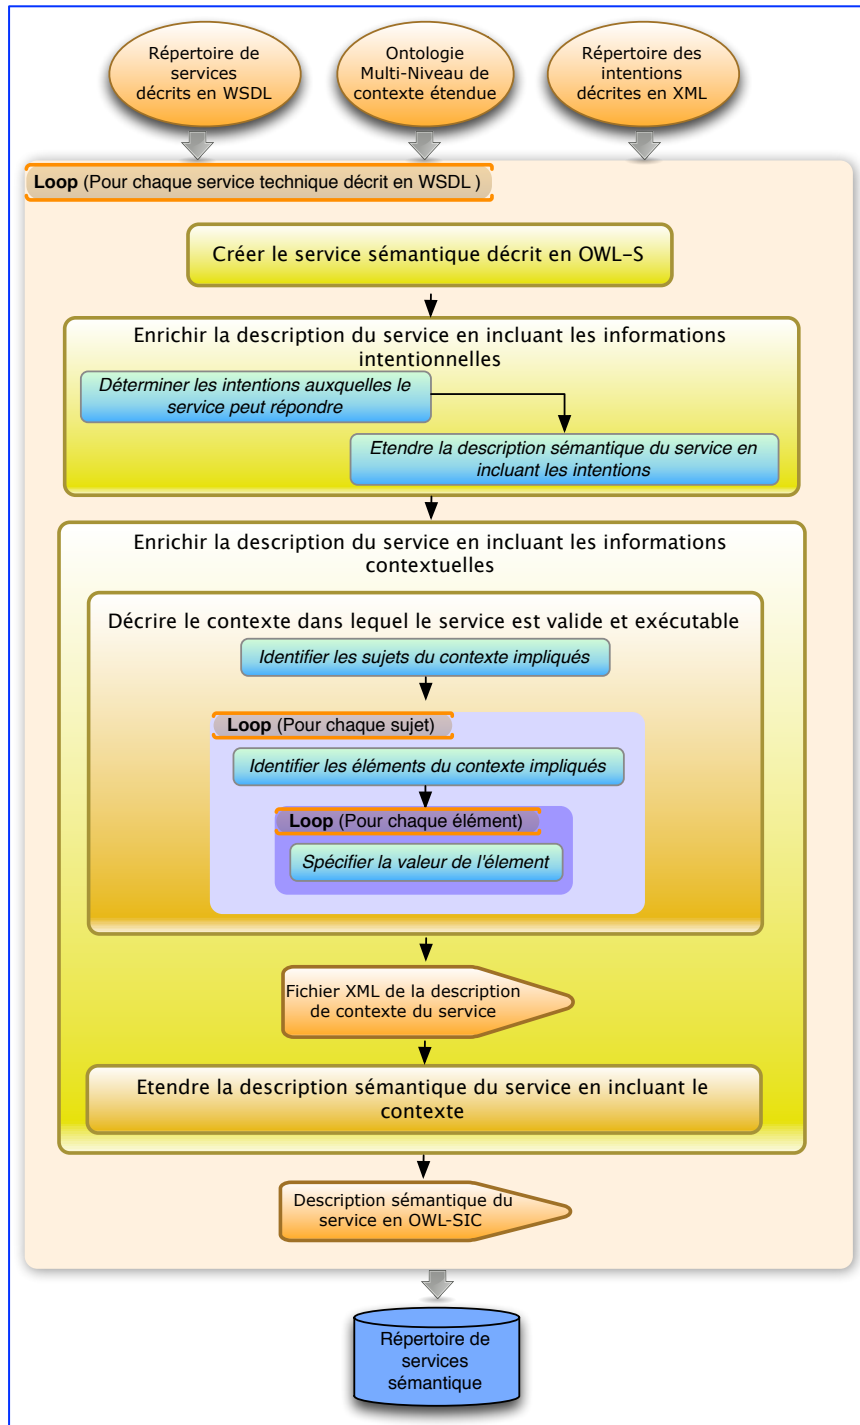 Répertoire de
services
décrits en WSDL
Ontologie
Multi-Niveau de
contexte étendue
Répertoire des
intentions
décrites en XML
Loop (Pour chaque service technique décrit en WSDL )
Créer le service sémantique décrit en OWL-S
Enrichir la description du service en incluant les informations
intentionnelles
Déterminer les intentions auxquelles le
service peut répondre
Etendre la description sémantique du service en
incluant les intentions
Enrichir la description du service en incluant les informations
contextuelles
Décrire le contexte dans lequel le service est valide et exécutable
Identifier les sujets du contexte impliqués
Loop (Pour chaque sujet)
Identifier les éléments du contexte impliqués
Loop (Pour chaque élément)
Spécifier la valeur de l'élement
Fichier XML de la description
de contexte du service
Etendre la description sémantique du service en incluant le
contexte
Description sémantique du
service en OWL-SIC
Répertoire de
services
sémantique